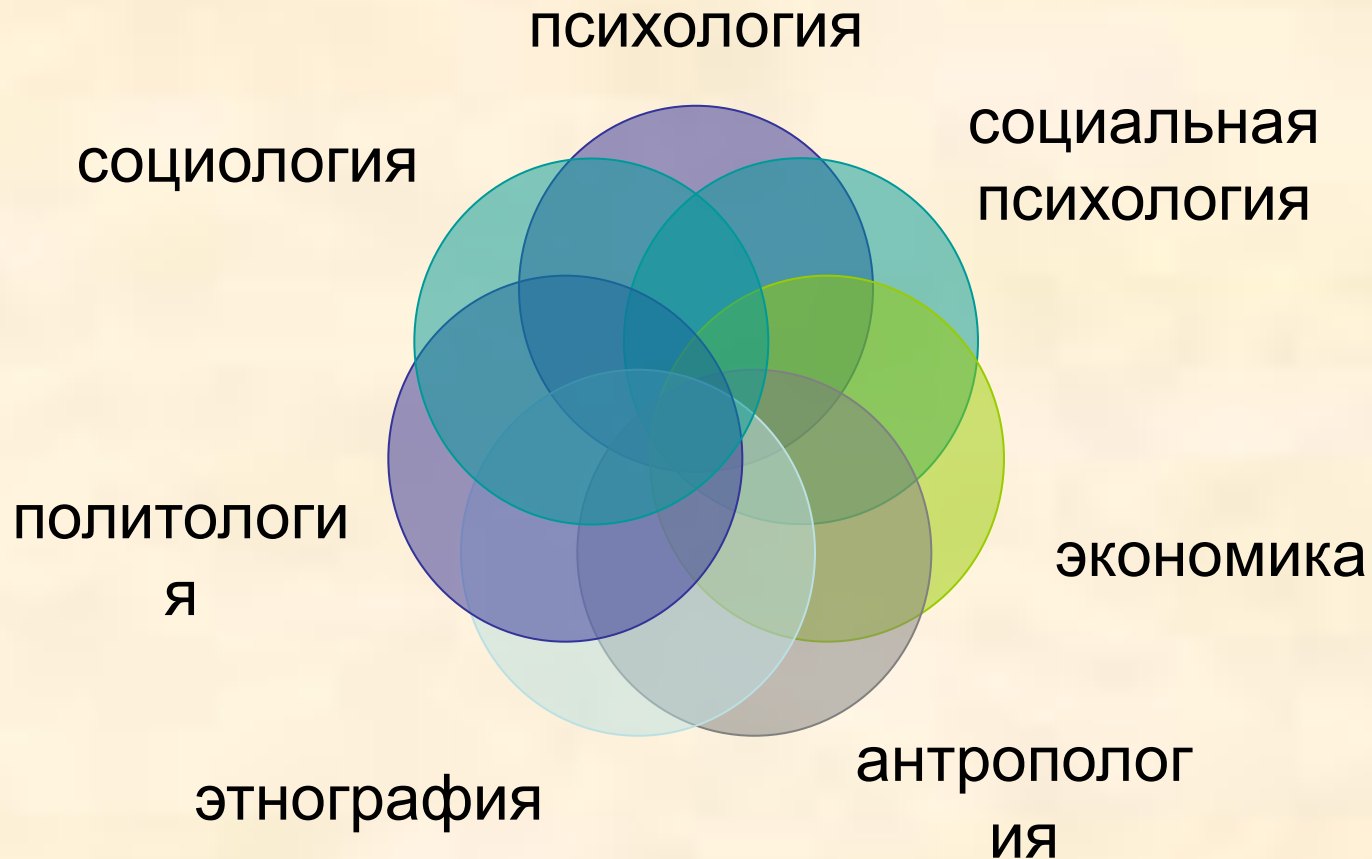 психология
социальная
психология
социология
политологи
я
экономика
антрополог
ия
этнография